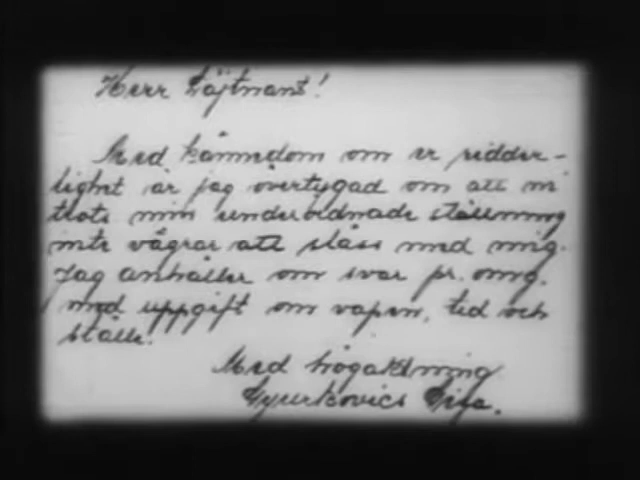 Herr Löjtnant!
Med kännedom om er ridder-
lighet är jag övertygad om att ni
trots min underordnade ställning
inte vägrar att slåss med mig.
Jag anhåller om svar pr. omg.
med uppgift om vapen, tid och
ställe.
Med högaktning
Gyurkovics Géza.